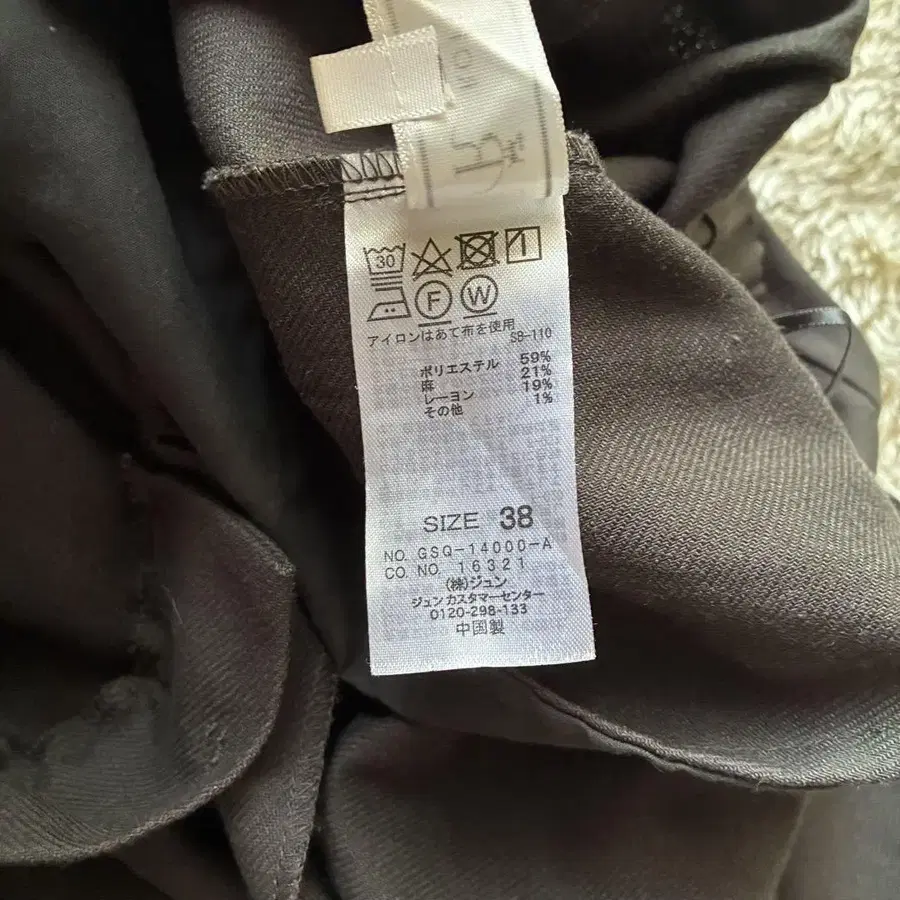 30
F W
アイロンはあて布を使用
SB-110
ポリエステル 59%
麻 21%
レーヨン 19%
その他 1%
SIZE 38
NO. GSQ-14000-A
CO. NO. 16321
(株)ジュン
ジュンカスタマーセンター
0120-298-133
中国製